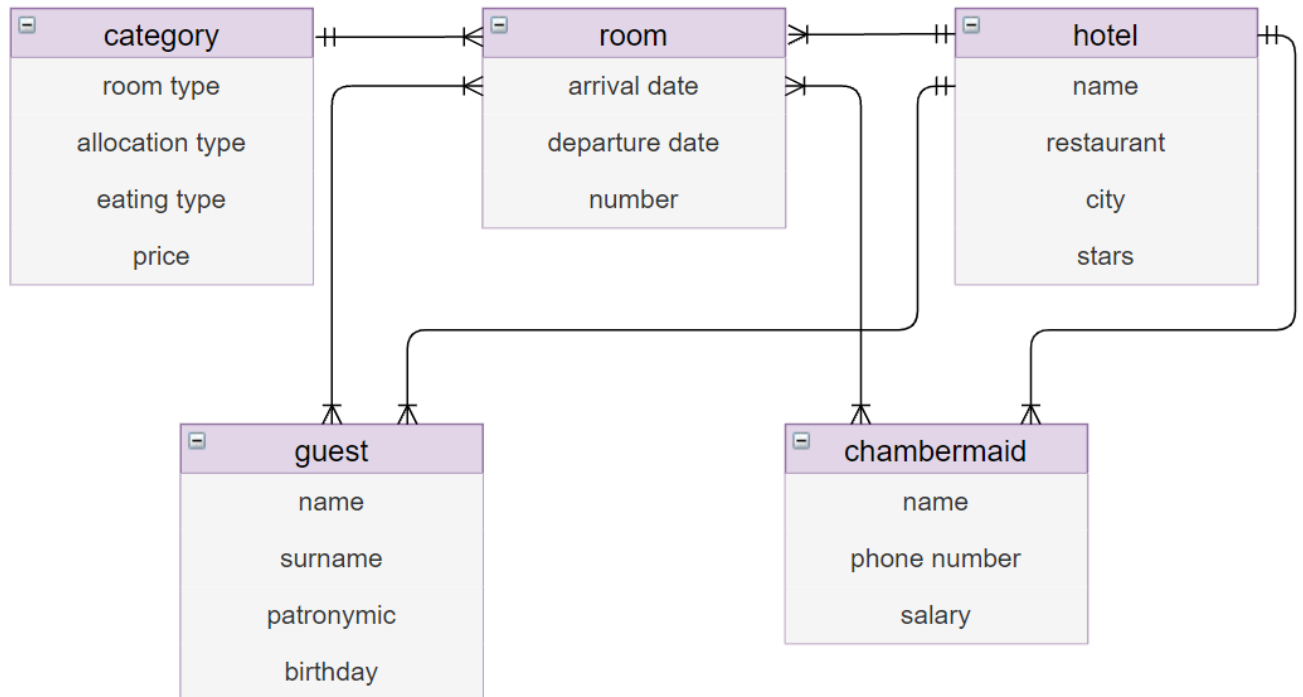 category
room type
allocation type
eating type
price
room
arrival date
departure date
number
hotel
name
restaurant
city
stars
guest
name
surname
patronymic
birthday
chambermaid
name
phone number
salary